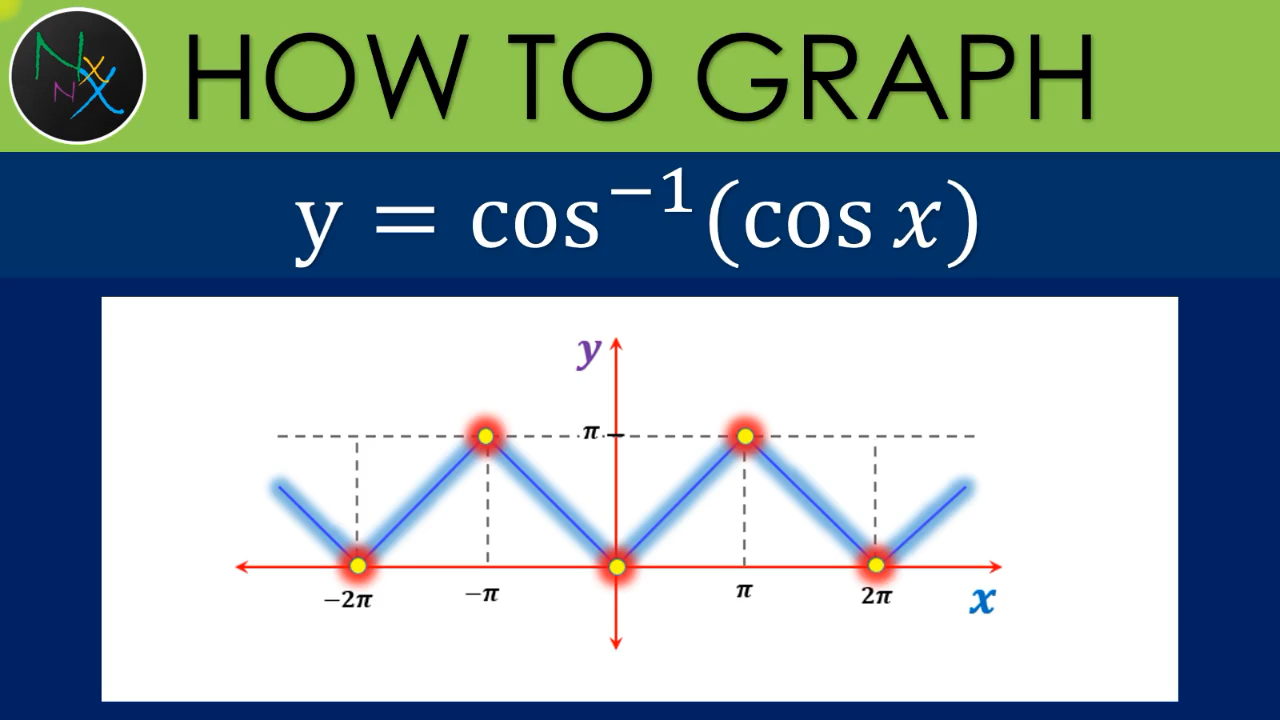 N x
N X
HOW TO GRAPH
y = cos⁻¹(cos x)
y
π
−2π −π π 2π x